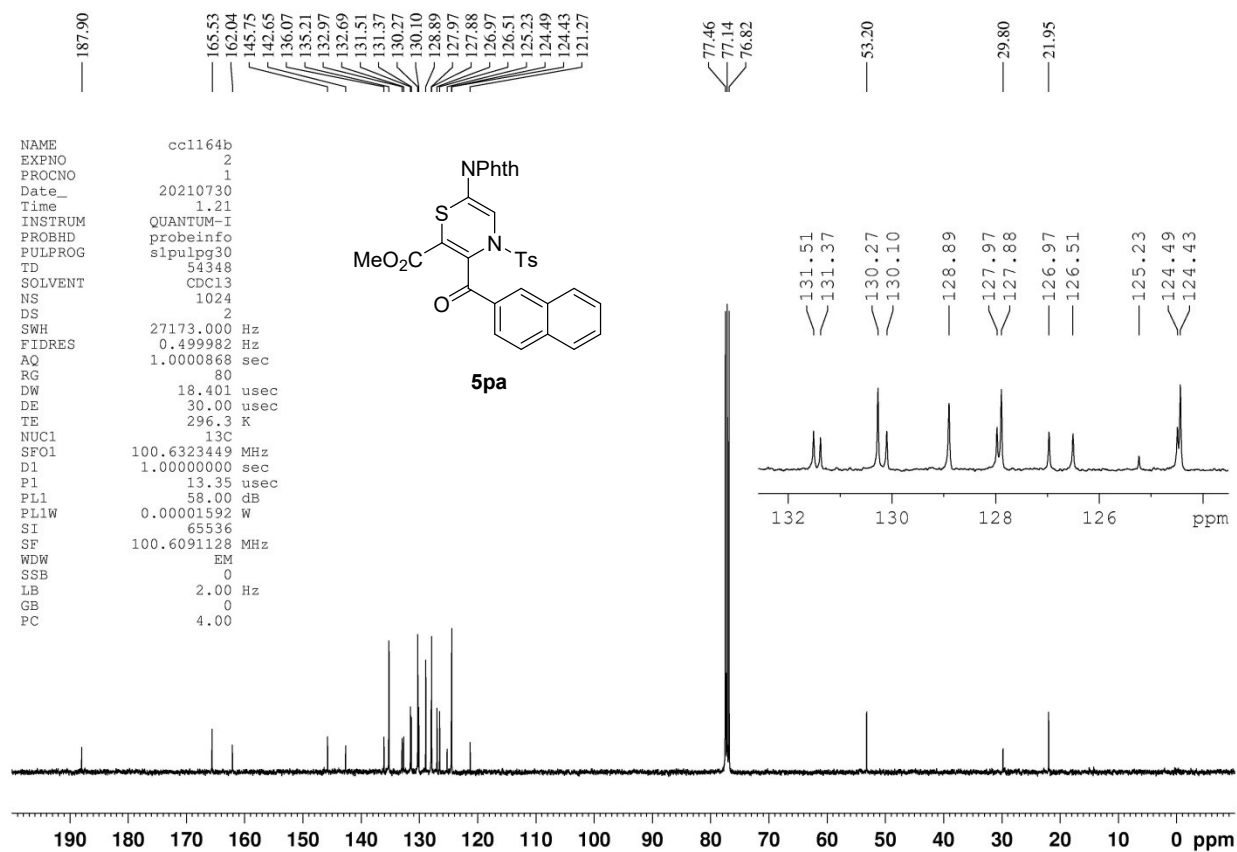 187.90
165.53
162.04
145.75
142.65
136.07
135.21
132.97
132.69
131.51
131.37
130.27
130.10
128.89
127.97
127.88
126.97
126.51
125.23
124.49
124.43
121.27
77.46
77.14
76.82
53.20
29.80
21.95
NAME cc1164b
EXPNO 2
PROCNO 1
Date_ 20210730
Time 1.21
INSTRUM QUANTUM-I
PROBHD probeinfo
PULPROG s1pulpg30
TD 54348
SOLVENT CDCl3
NS 1024
DS 2
SWH 27173.000 Hz
FIDRES 0.499982 Hz
AQ 1.0000868 sec
RG 80
DW 18.401 usec
DE 30.00 usec
TE 296.3 K
NUC1 13C
SFO1 100.6323449 MHz
D1 1.00000000 sec
P1 13.35 usec
PL1 58.00 dB
PL1W 0.00001592 W
SI 65536
SF 100.6091128 MHz
WDW EM
SSB 0
LB 2.00 Hz
GB 0
PC 4.00
NPhth
S
N
Ts
MeO2C
O
5pa
131.51
131.37
130.27
130.10
128.89
127.97
127.88
126.97
126.51
125.23
124.49
124.43
132 130 128 126 ppm
190 180 170 160 150 140 130 120 110 100 90 80 70 60 50 40 30 20 10 0 ppm